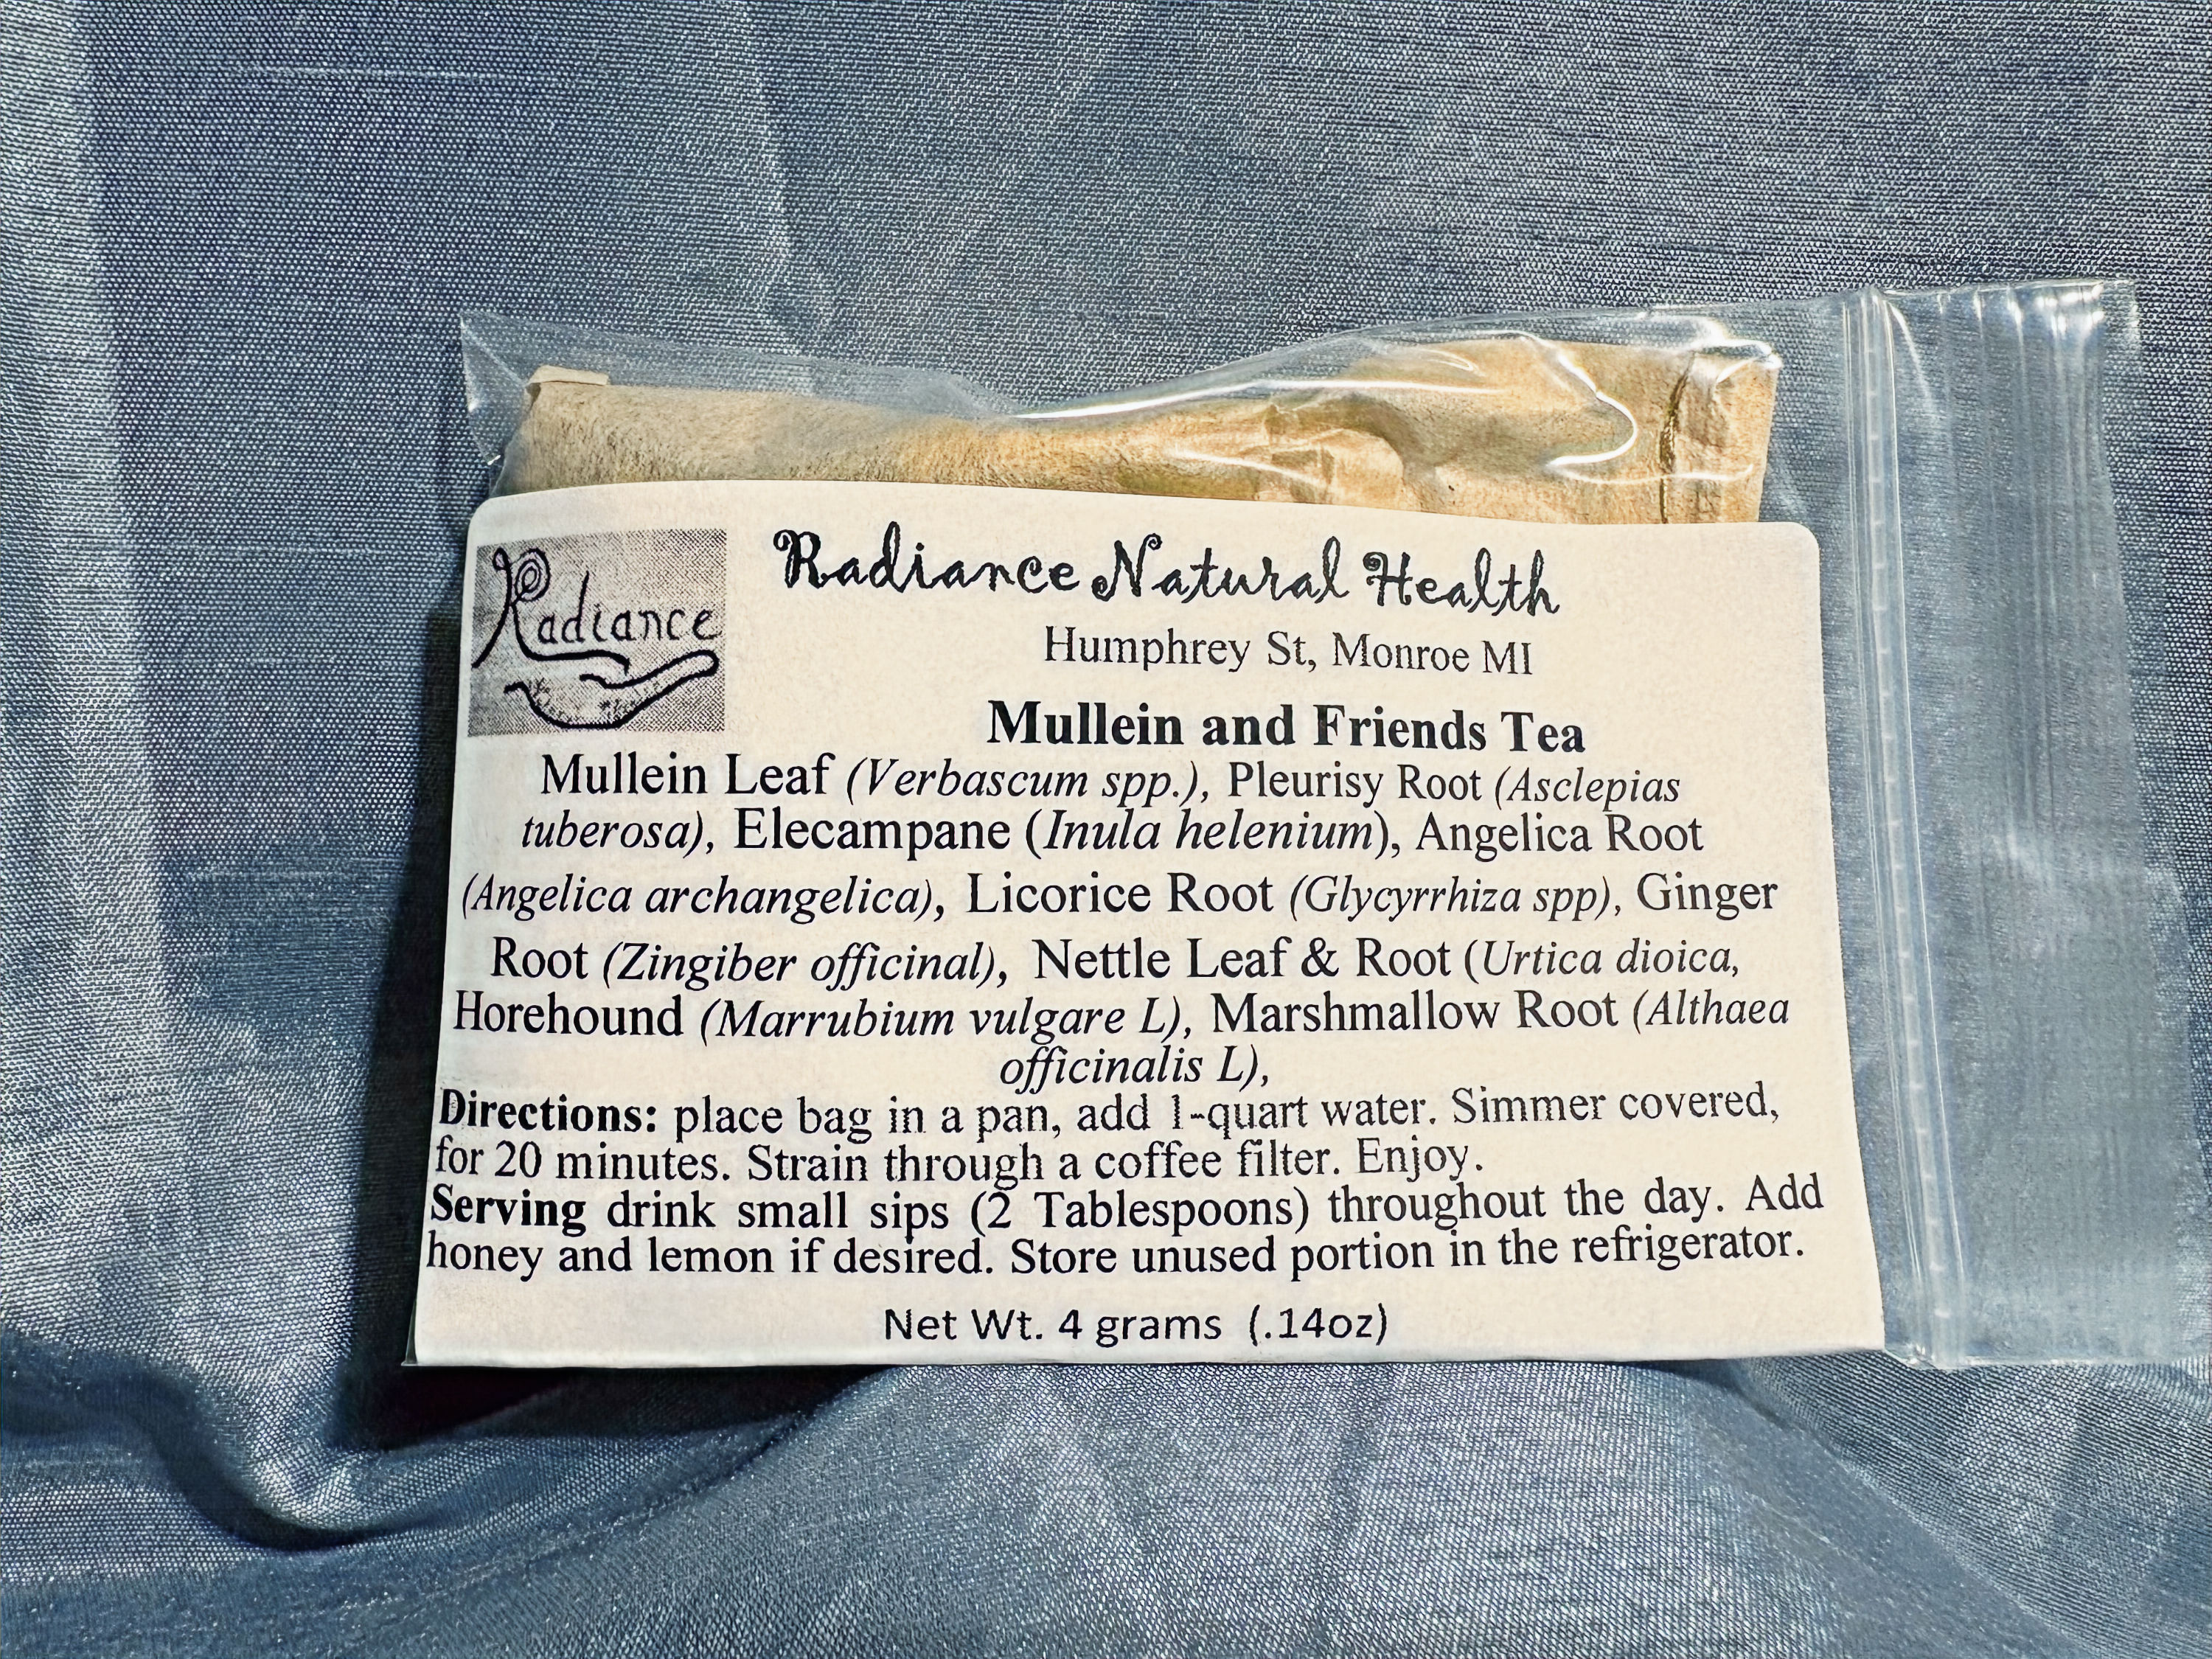 Radiance
Radiance Natural Health
Humphrey St, Monroe MI
Mullein and Friends Tea
Mullein Leaf (Verbascum spp.), Pleurisy Root (Asclepias
tuberosa), Elecampane (Inula helenium), Angelica Root
(Angelica archangelica), Licorice Root (Glycyrrhiza spp), Ginger
Root (Zingiber officinal), Nettle Leaf & Root (Urtica dioica,
Horehound (Marrubium vulgare L), Marshmallow Root (Althaea
officinalis L),
Directions: place bag in a pan, add 1-quart water. Simmer covered,
for 20 minutes. Strain through a coffee filter. Enjoy.
Serving drink small sips (2 Tablespoons) throughout the day. Add
honey and lemon if desired. Store unused portion in the refrigerator.
Net Wt. 4 grams (.14oz)